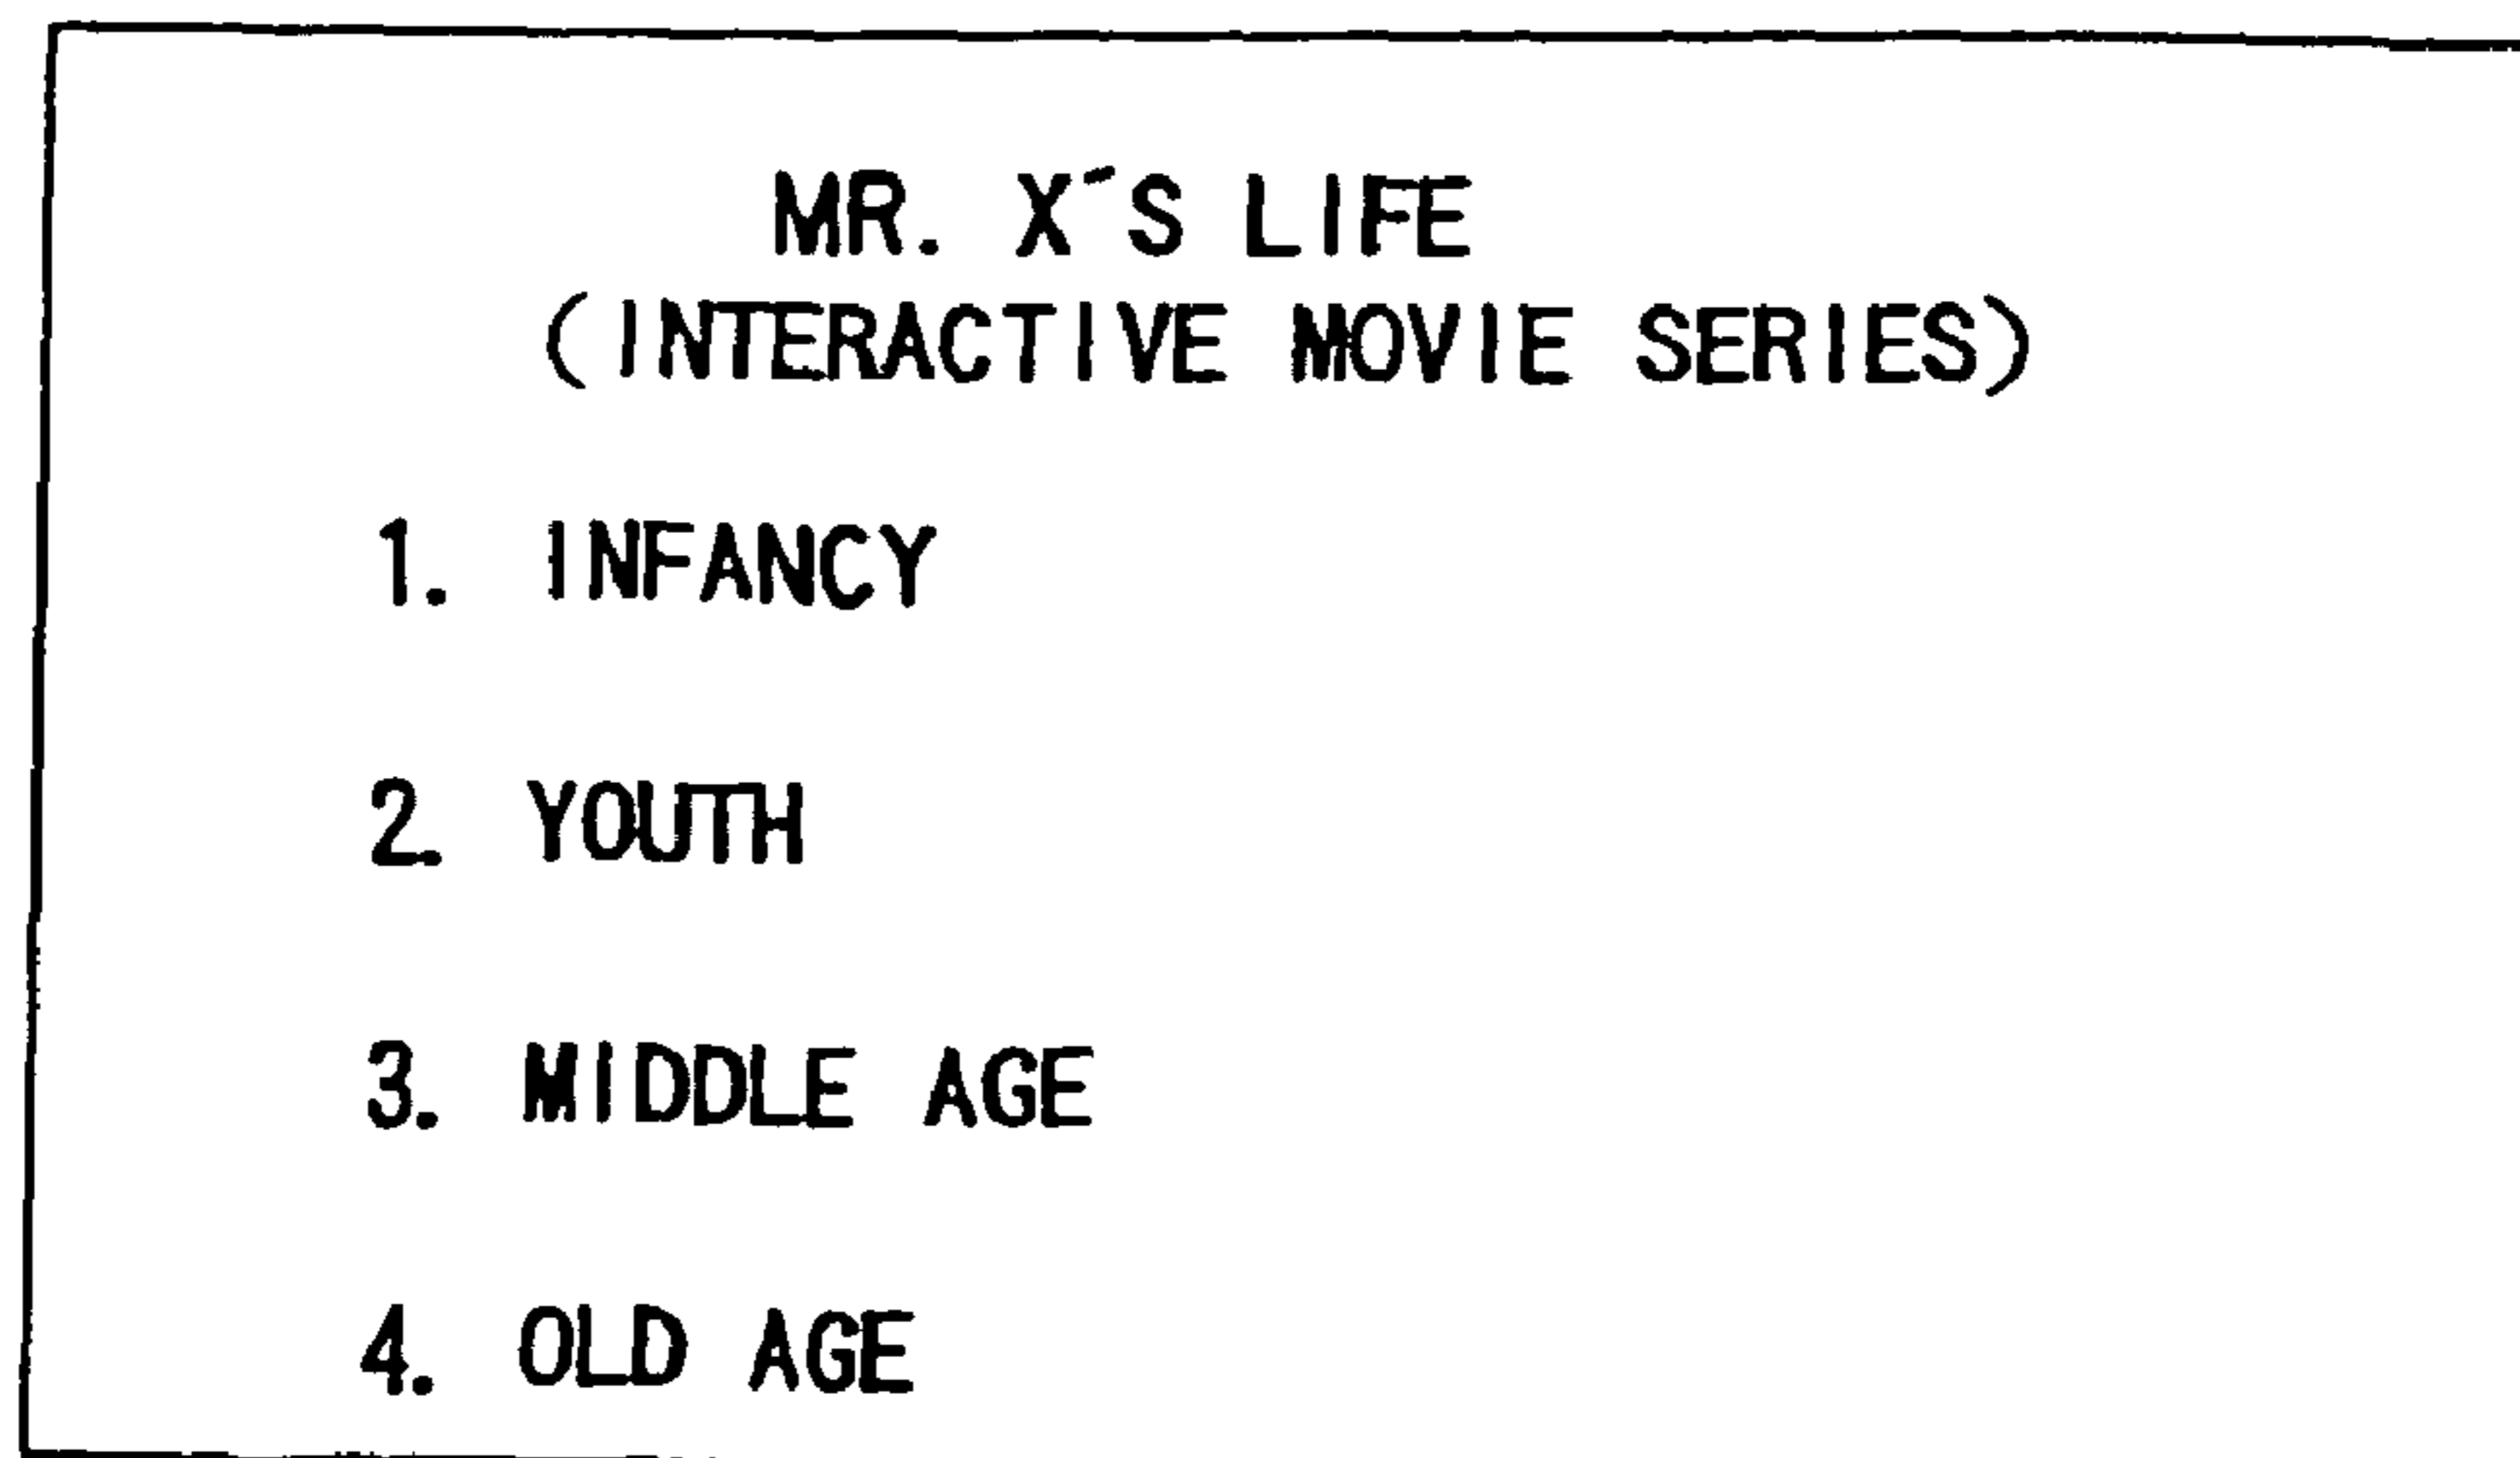 MR. X´S LIFE
(INTERACTIVE MOVIE SERIES)
1. INFANCY
2. YOUTH
3. MIDDLE AGE
4. OLD AGE